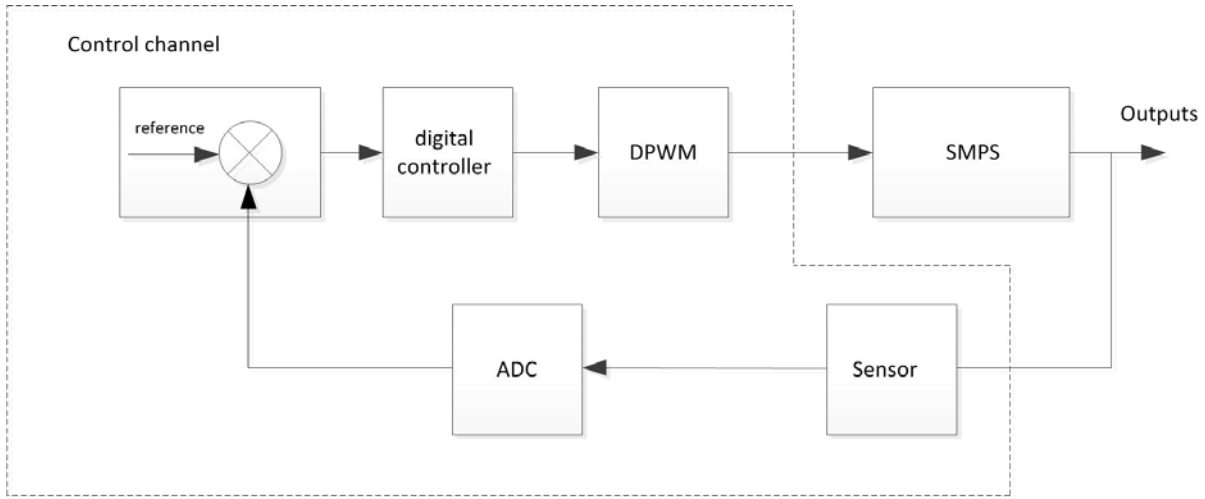 Control channel
Outputs
reference
digital
controller
DPWM
SMPS
ADC
Sensor